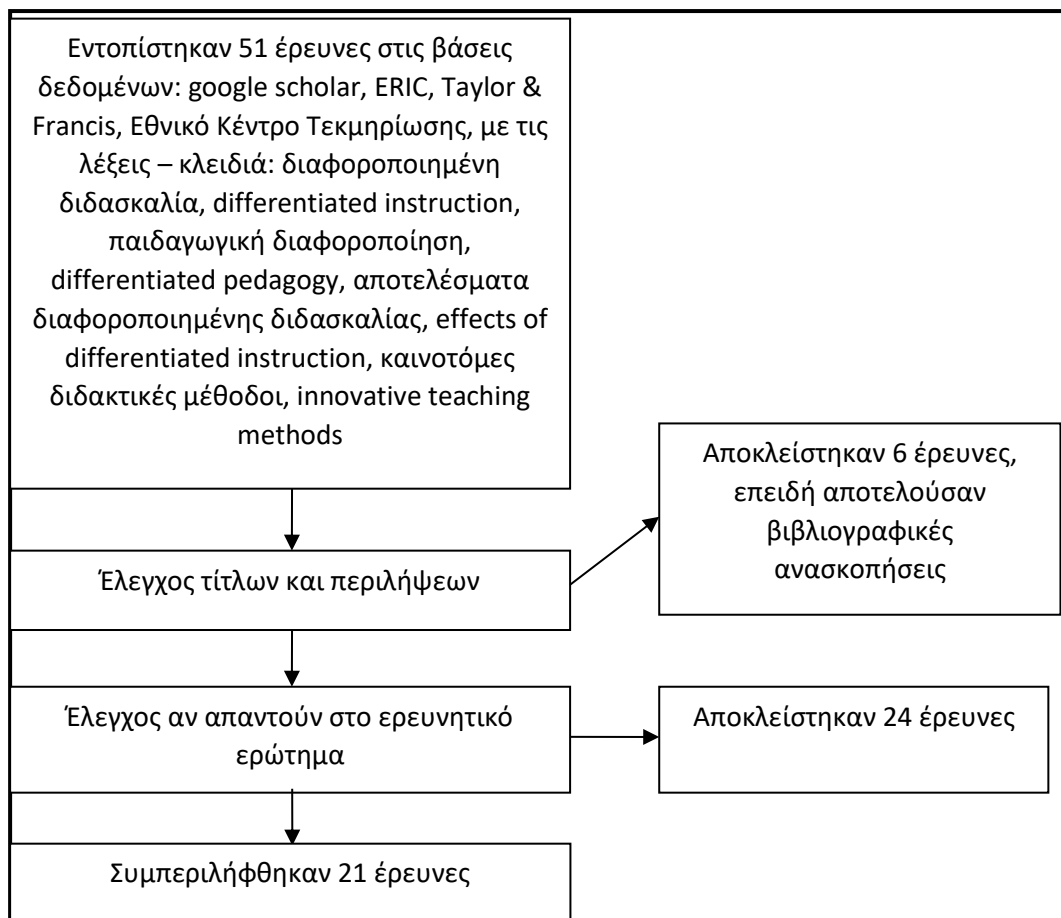 Εντοπίστηκαν 51 έρευνες στις βάσεις
δεδομένων: google scholar, ERIC, Taylor &
Francis, Εθνικό Κέντρο Τεκμηρίωσης, με τις
λέξεις – κλειδιά: διαφοροποιημένη
διδασκαλία, differentiated instruction,
παιδαγωγική διαφοροποίηση,
differentiated pedagogy, αποτελέσματα
διαφοροποιημένης διδασκαλίας, effects of
differentiated instruction, καινοτόμες
διδακτικές μέθοδοι, innovative teaching
methods
Αποκλείστηκαν 6 έρευνες,
επειδή αποτελούσαν
βιβλιογραφικές
ανασκοπήσεις
Έλεγχος τίτλων και περιλήψεων
Έλεγχος αν απαντούν στο ερευνητικό
ερώτημα
Αποκλείστηκαν 24 έρευνες
Συμπεριλήφθηκαν 21 έρευνες